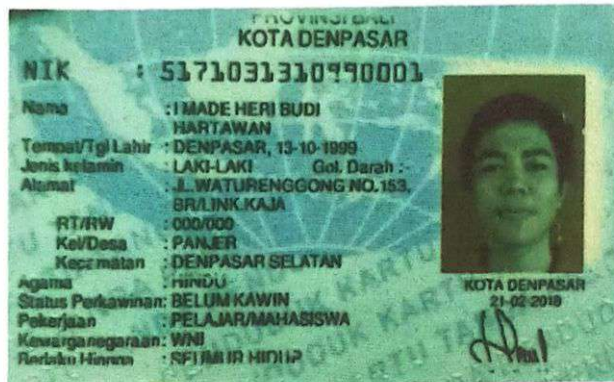 PROVINSI BALI
KOTA DENPASAR
NIK : 5171031310990001
Nama : I MADE HERI BUDI
HARTAWAN
Tempat/Tgl Lahir : DENPASAR, 13-10-1999
Jenis kelamin : LAKI-LAKI Gol. Darah : -
Alamat : JL. WATURENGGONG NO. 153,
BR/LINK.KAJA
RT/RW : 000/000
Kel/Desa : PANJER
Kecamatan : DENPASAR SELATAN
Agama : HINDU
Status Perkawinan: BELUM KAWIN
Pekerjaan : PELAJAR/MAHASISWA
Kewarganegaraan: WNI
Berlaku Hingga : SEUMUR HIDUP
KOTA DENPASAR
21-02-2018